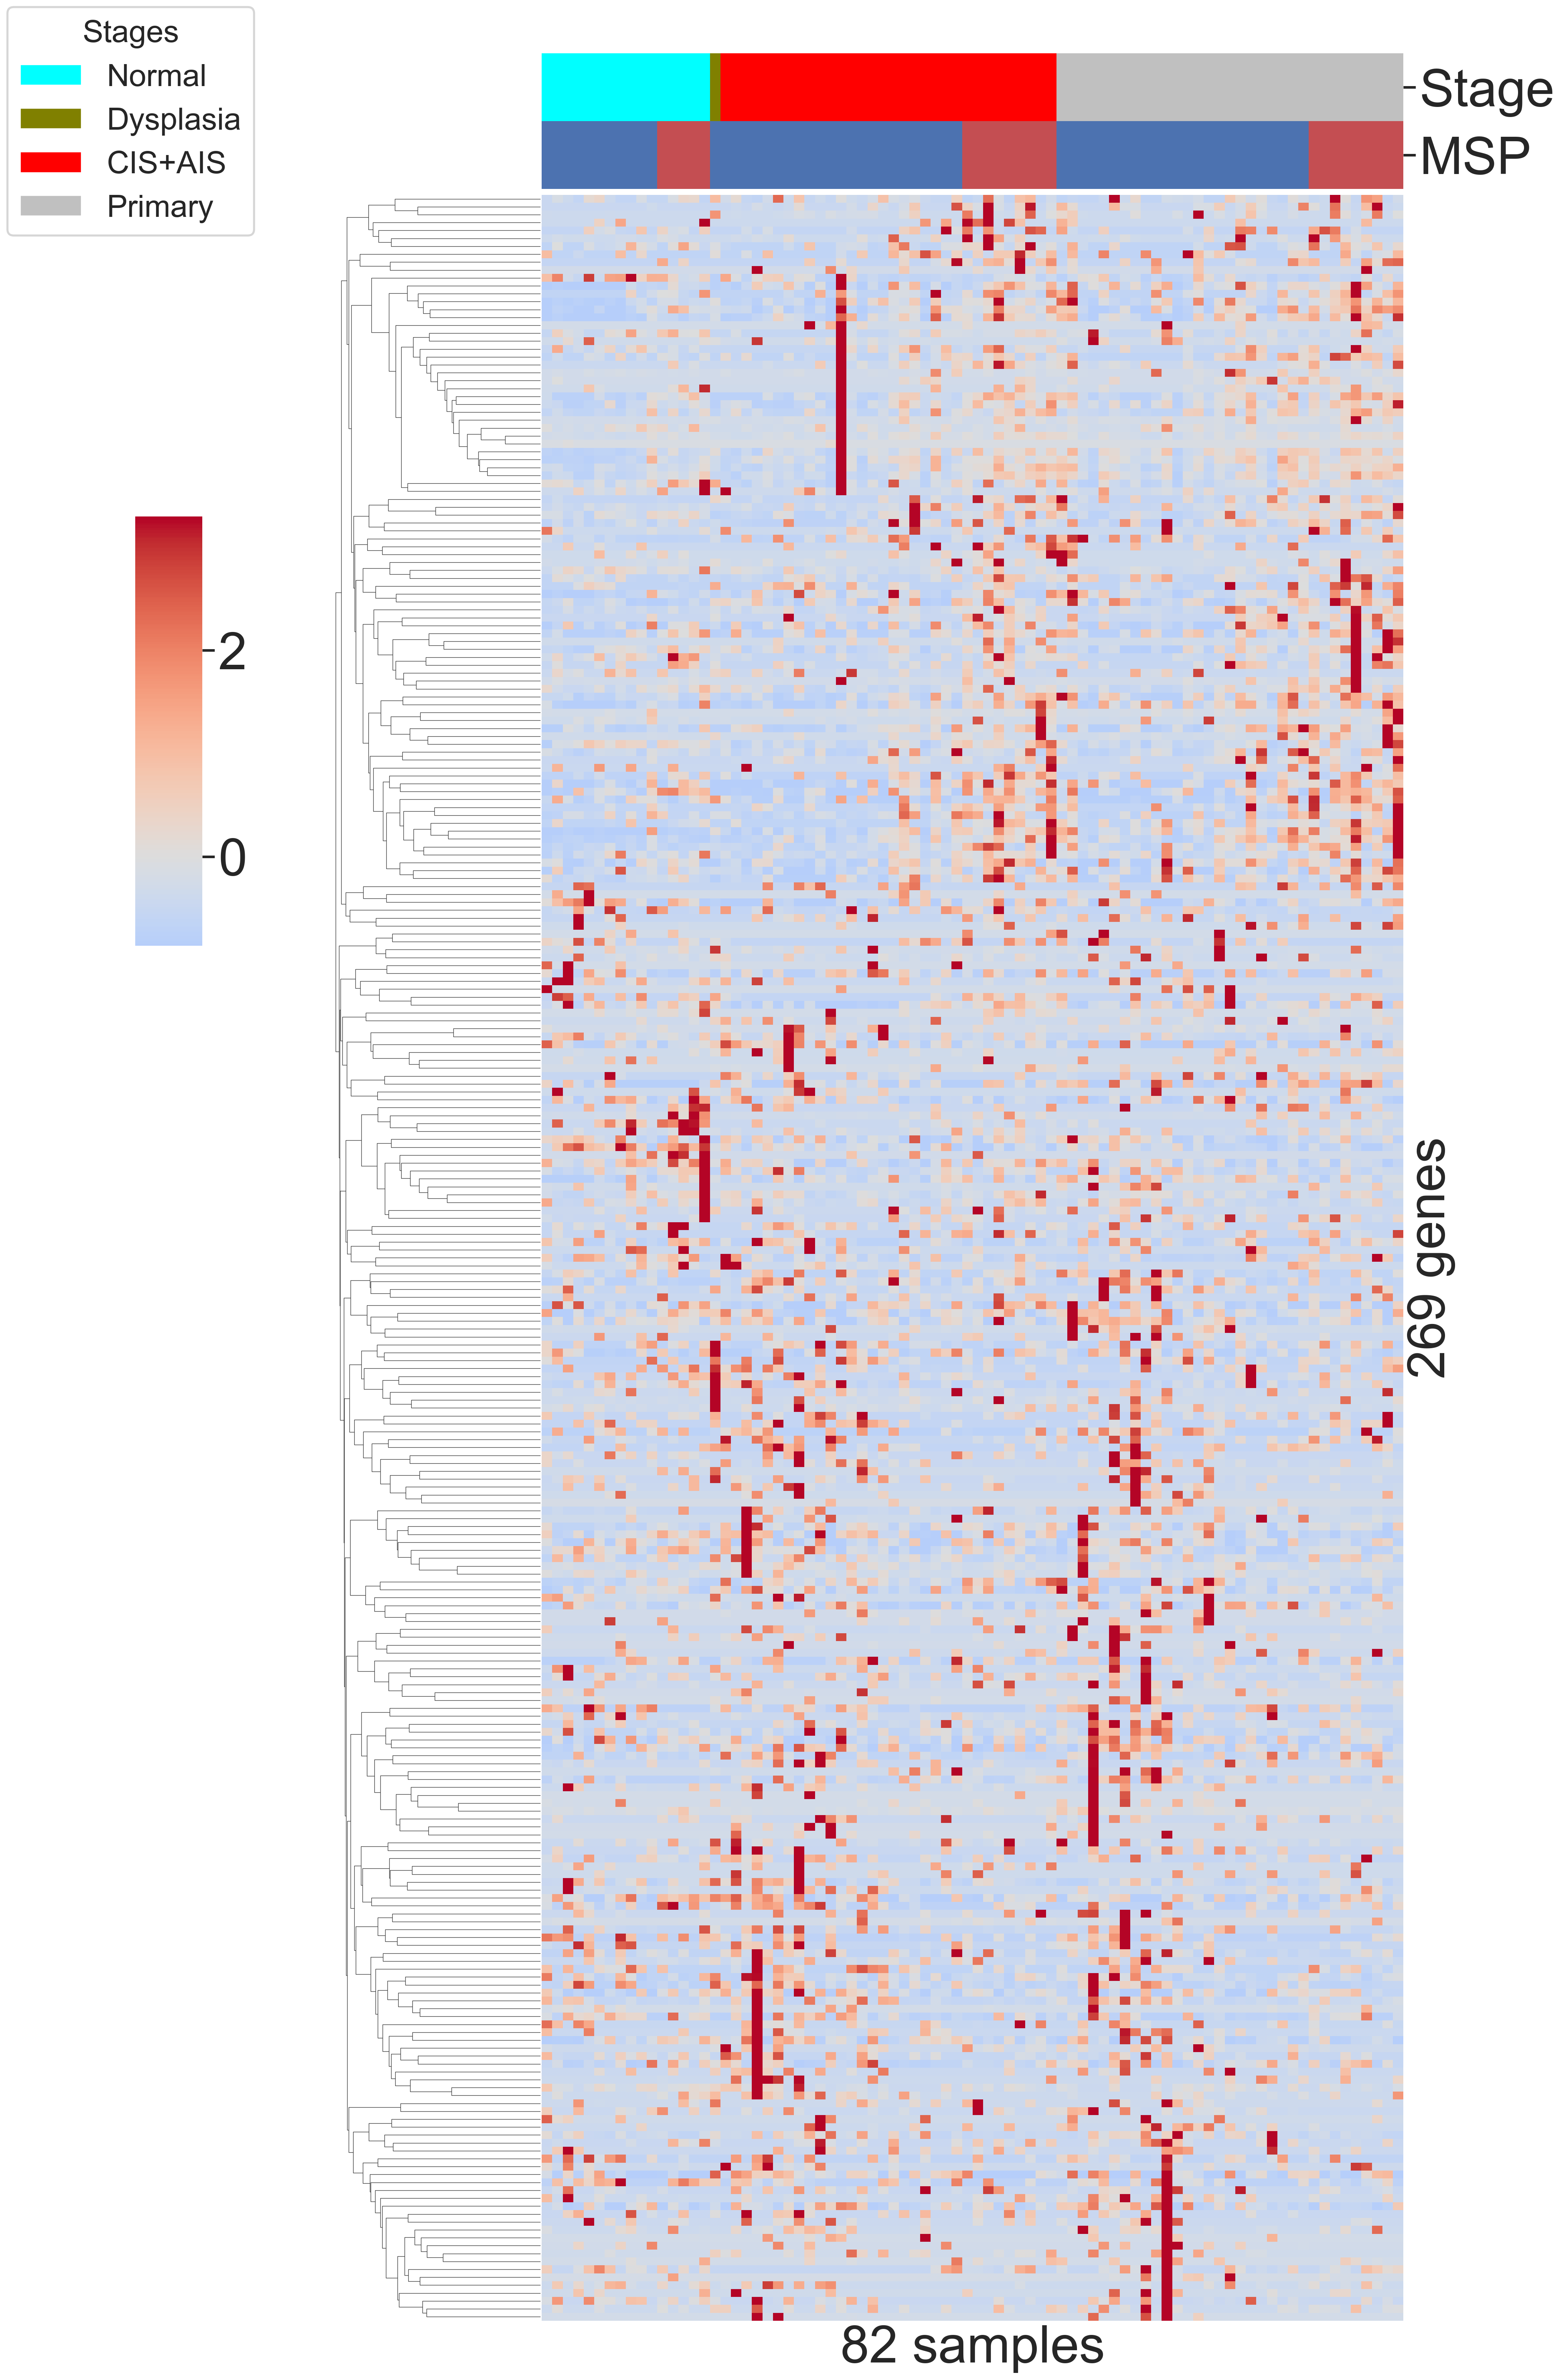 Stages
Normal
Dysplasia
CIS+AIS
Primary
Stage
MSP
2
0
269 genes
82 samples